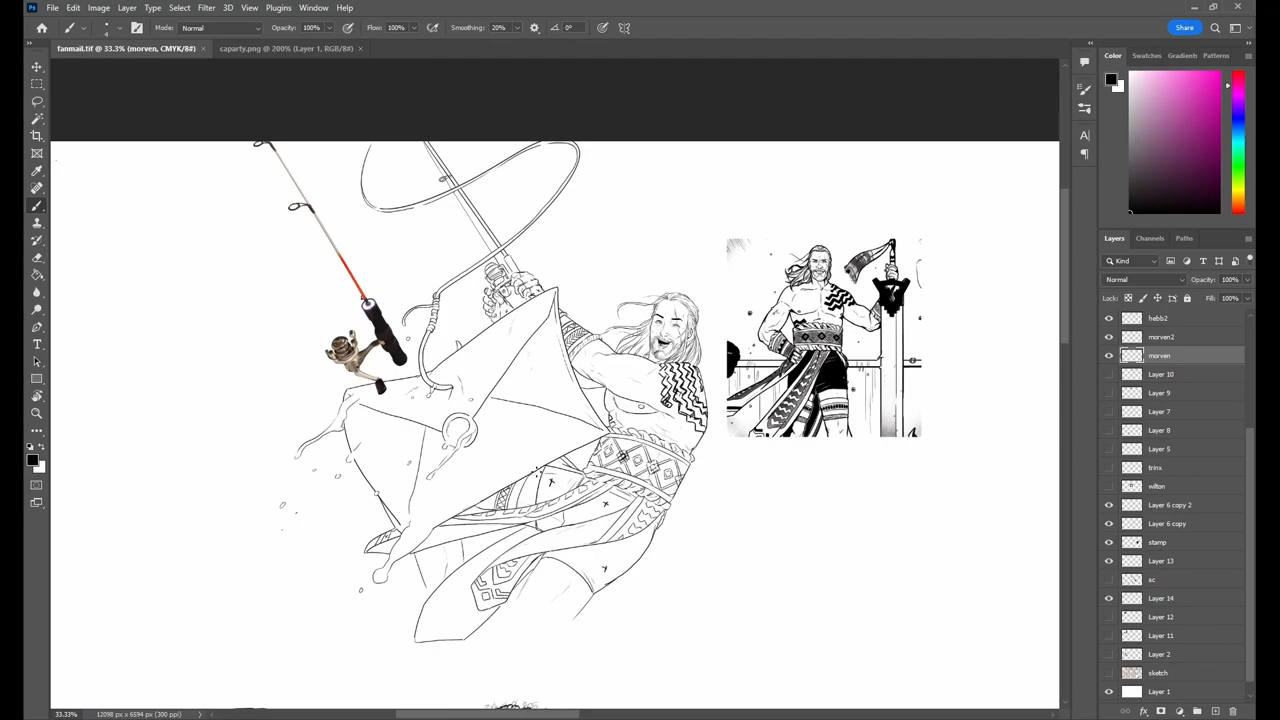 Ps File Edit Image Layer Type Select Filter 3D View Plugins Window Help
4 Mode: Normal Opacity: 100% Flow: 100% Smoothing: 20% 0° Share
fanmail.tif @ 33.3% (morven, CMYK/8#) × caparty.png @ 200% (Layer 1, RGB/8#) ×
Color Swatches Gradients Patterns
Layers Channels Paths
Kind
Normal Opacity: 100%
Lock: Fill: 100%
hebb2
morven2
morven
Layer 10
Layer 9
Layer 7
Layer 8
Layer 5
trinx
wilton
Layer 6 copy 2
Layer 6 copy
stamp
Layer 13
sc
Layer 14
Layer 12
Layer 11
Layer 2
sketch
Layer 1
33.33% 12098 px x 6594 px (300 ppi)